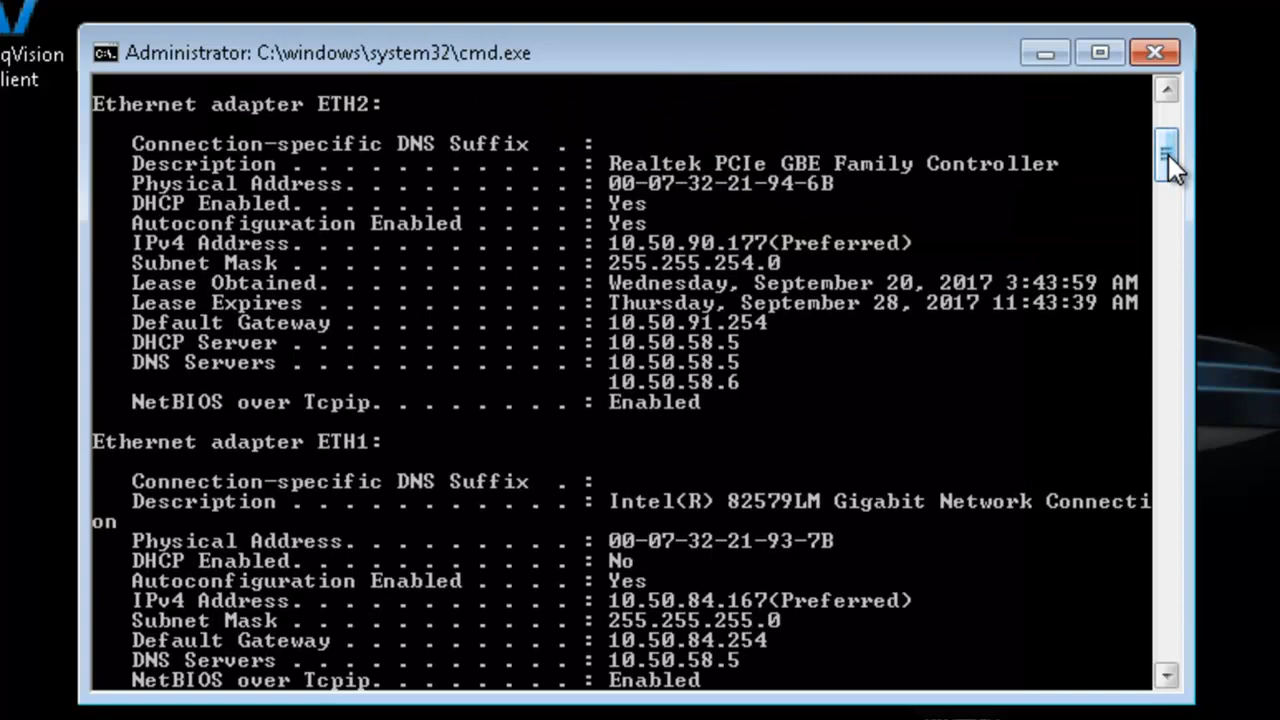 qVision
lient
Administrator: C:\windows\system32\cmd.exe
Ethernet adapter ETH2:
Connection-specific DNS Suffix . :
Description . . . . . . . . . . . : Realtek PCIe GBE Family Controller
Physical Address. . . . . . . . . : 00-07-32-21-94-6B
DHCP Enabled. . . . . . . . . . . : Yes
Autoconfiguration Enabled . . . . : Yes
IPv4 Address. . . . . . . . . . . : 10.50.90.177(Preferred)
Subnet Mask . . . . . . . . . . . : 255.255.254.0
Lease Obtained. . . . . . . . . . : Wednesday, September 20, 2017 3:43:59 AM
Lease Expires . . . . . . . . . . : Thursday, September 28, 2017 11:43:39 AM
Default Gateway . . . . . . . . . : 10.50.91.254
DHCP Server . . . . . . . . . . . : 10.50.58.5
DNS Servers . . . . . . . . . . . : 10.50.58.5
10.50.58.6
NetBIOS over Tcpip. . . . . . . . : Enabled
Ethernet adapter ETH1:
Connection-specific DNS Suffix . :
Description . . . . . . . . . . . : Intel(R) 82579LM Gigabit Network Connecti
on
Physical Address. . . . . . . . . : 00-07-32-21-93-7B
DHCP Enabled. . . . . . . . . . . : No
Autoconfiguration Enabled . . . . : Yes
IPv4 Address. . . . . . . . . . . : 10.50.84.167(Preferred)
Subnet Mask . . . . . . . . . . . : 255.255.255.0
Default Gateway . . . . . . . . . : 10.50.84.254
DNS Servers . . . . . . . . . . . : 10.50.58.5
NetBIOS over Tcpip. . . . . . . . : Enabled